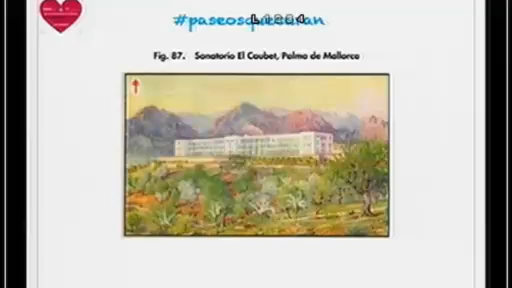 #paseosquecuran
Fig. 87. Sanatorio El Caubet, Palma de Mallorca